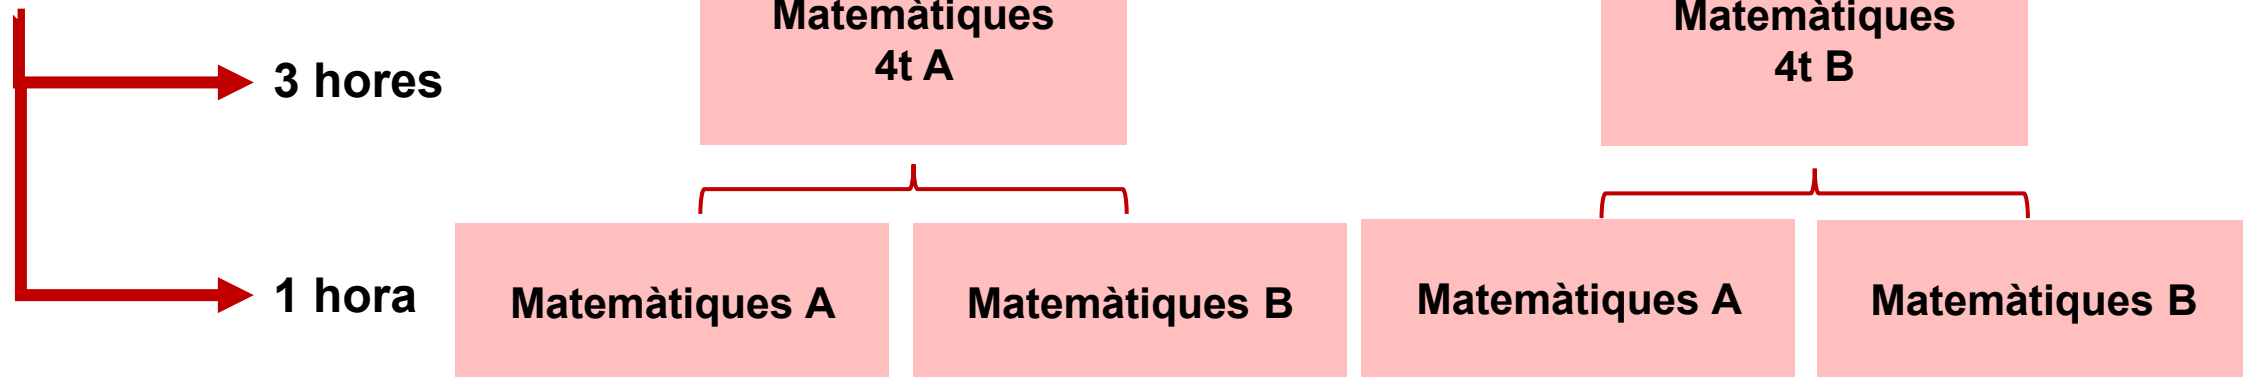 Matemàtiques
4t A
Matemàtiques
4t B
3 hores
1 hora
Matemàtiques A
Matemàtiques B
Matemàtiques A
Matemàtiques B